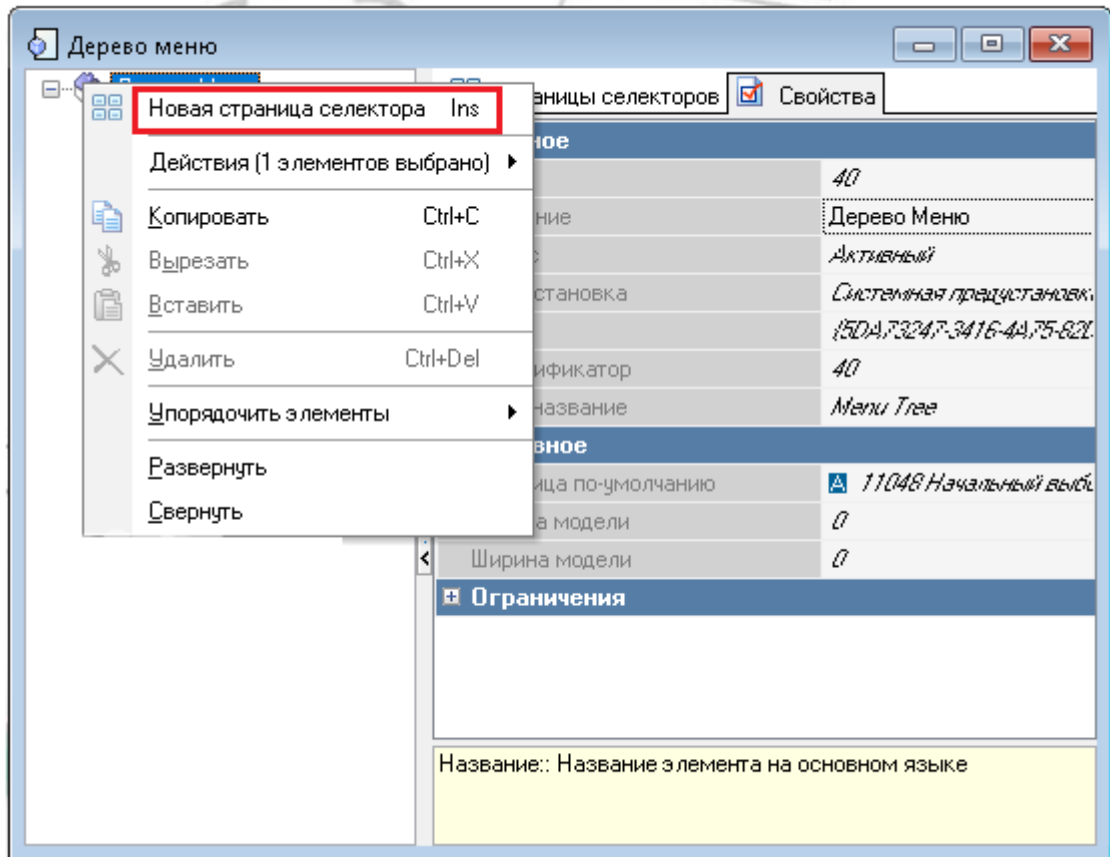 Дерево меню
Новая страница селектора Ins
Действия (1 элементов выбрано)
Копировать Ctrl+C
Вырезать Ctrl+X
Вставить Ctrl+V
Удалить Ctrl+Del
Упорядочить элементы
Развернуть
Свернуть
аницы селекторов Свойства
ное
40
ние Дерево Меню
Активный
становка Системная предустановк
{5DA73247-3416-4A75-82
ификатор 40
название Menu Tree
вное
ица по-умолчанию A 11048 Начальный выб
а модели 0
Ширина модели 0
Ограничения
Название:: Название элемента на основном языке